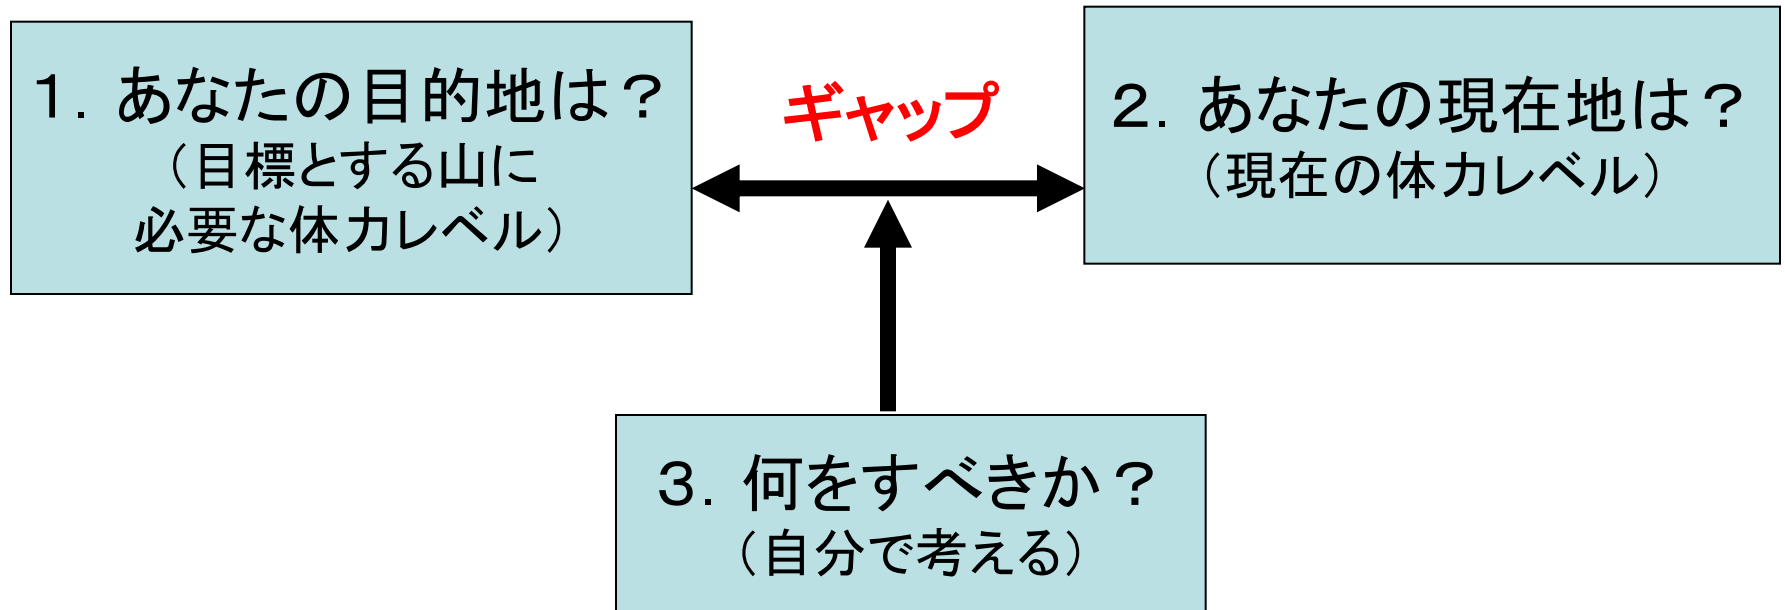 １．あなたの目的地は？
（目標とする山に
必要な体力レベル）
ギャップ
２．あなたの現在地は？
（現在の体力レベル）
３．何をすべきか？
（自分で考える）